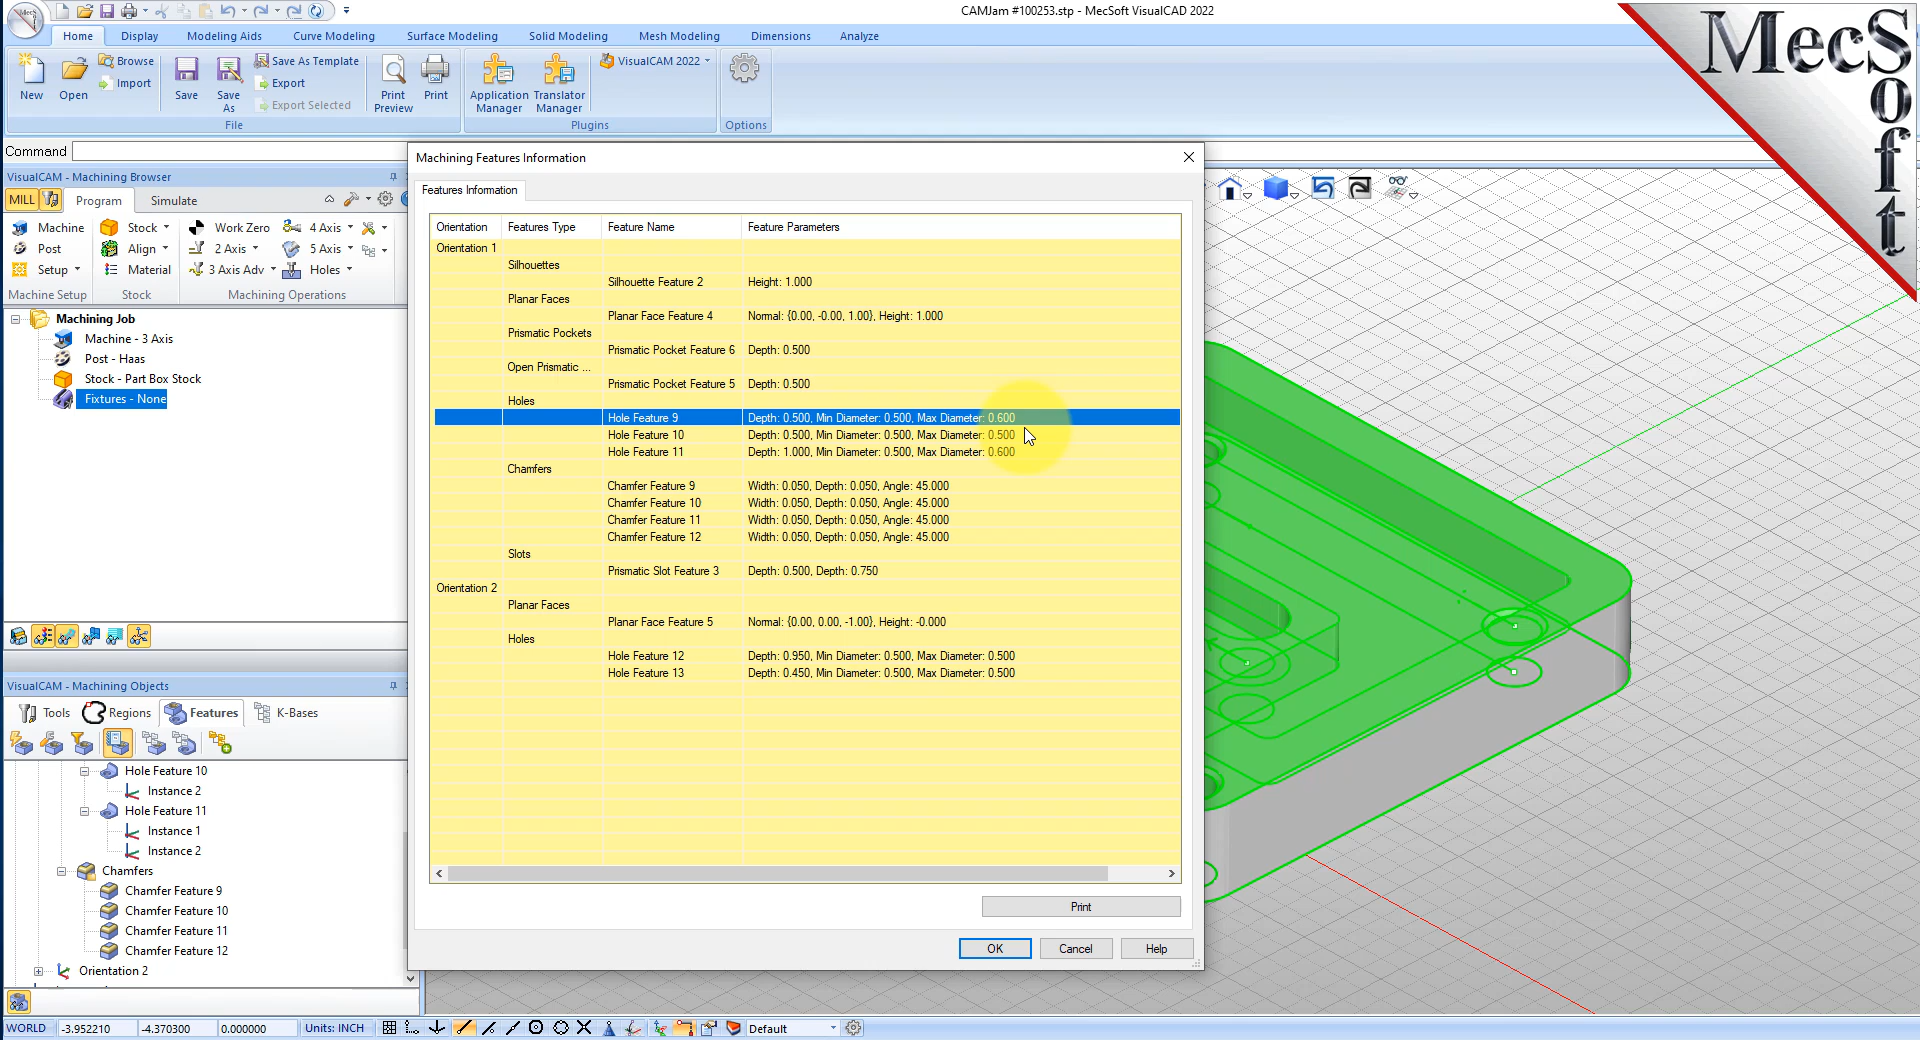 CAMJam #100253.stp - MecSoft VisualCAD 2022
Home Display Modeling Aids Curve Modeling Surface Modeling Solid Modeling Mesh Modeling Dimensions Analyze
New Open Browse Import Save Save As Save As Template Export Export Selected Print Preview Print
Application Manager Translator Manager VisualCAM 2022
File Plugins Options
MecSoft
Command
VisualCAM - Machining Browser
MILL Program Simulate
Machine Stock Work Zero 4 Axis
Post Align 2 Axis 5 Axis
Setup Material 3 Axis Adv Holes
Machine Setup Stock Machining Operations
Machining Job
Machine - 3 Axis
Post - Haas
Stock - Part Box Stock
Fixtures - None
VisualCAM - Machining Objects
Tools Regions Features K-Bases
Hole Feature 10
Instance 2
Hole Feature 11
Instance 1
Instance 2
Chamfers
Chamfer Feature 9
Chamfer Feature 10
Chamfer Feature 11
Chamfer Feature 12
Orientation 2
Machining Features Information
Features Information
Orientation Features Type Feature Name Feature Parameters
Orientation 1
Silhouettes
Silhouette Feature 2 Height: 1.000
Planar Faces
Planar Face Feature 4 Normal: {0.00, -0.00, 1.00}, Height: 1.000
Prismatic Pockets
Prismatic Pocket Feature 6 Depth: 0.500
Open Prismatic ...
Prismatic Pocket Feature 5 Depth: 0.500
Holes
Hole Feature 9 Depth: 0.500, Min Diameter: 0.500, Max Diameter: 0.600
Hole Feature 10 Depth: 0.500, Min Diameter: 0.500, Max Diameter: 0.500
Hole Feature 11 Depth: 1.000, Min Diameter: 0.500, Max Diameter: 0.600
Chamfers
Chamfer Feature 9 Width: 0.050, Depth: 0.050, Angle: 45.000
Chamfer Feature 10 Width: 0.050, Depth: 0.050, Angle: 45.000
Chamfer Feature 11 Width: 0.050, Depth: 0.050, Angle: 45.000
Chamfer Feature 12 Width: 0.050, Depth: 0.050, Angle: 45.000
Slots
Prismatic Slot Feature 3 Depth: 0.500, Depth: 0.750
Orientation 2
Planar Faces
Planar Face Feature 5 Normal: {0.00, 0.00, -1.00}, Height: -0.000
Holes
Hole Feature 12 Depth: 0.950, Min Diameter: 0.500, Max Diameter: 0.500
Hole Feature 13 Depth: 0.450, Min Diameter: 0.500, Max Diameter: 0.500
Print
OK Cancel Help
WORLD -3.952210 -4.370300 0.000000 Units: INCH Default